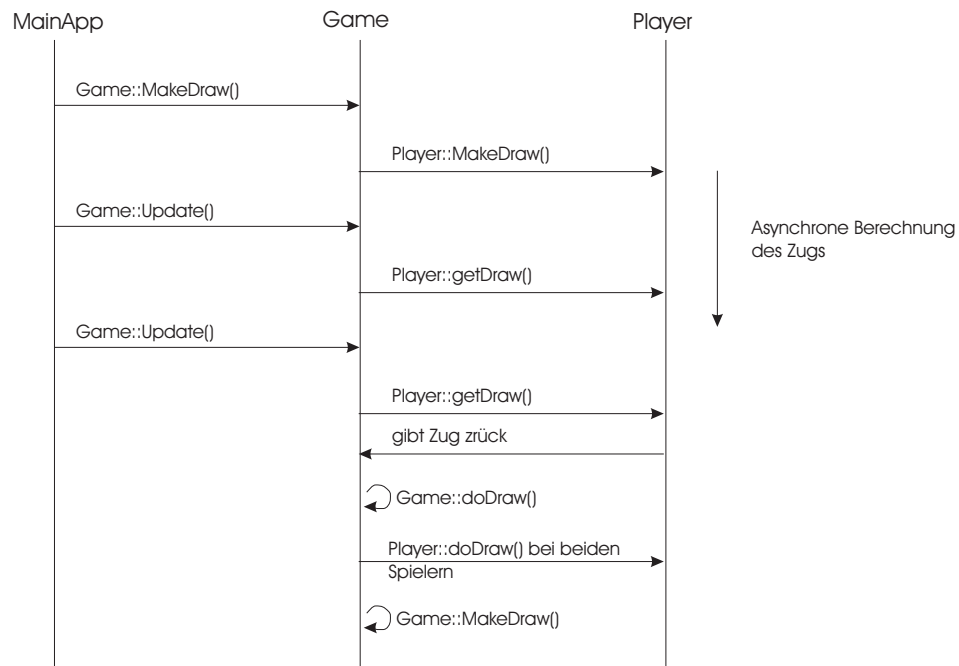 MainApp
Game
Player
Game::MakeDraw()
Player::MakeDraw()
Game::Update()
Asynchrone Berechnung
des Zugs
Player::getDraw()
Game::Update()
Player::getDraw()
gibt Zug zrück
Game::doDraw()
Player::doDraw() bei beiden
Spielern
Game::MakeDraw()